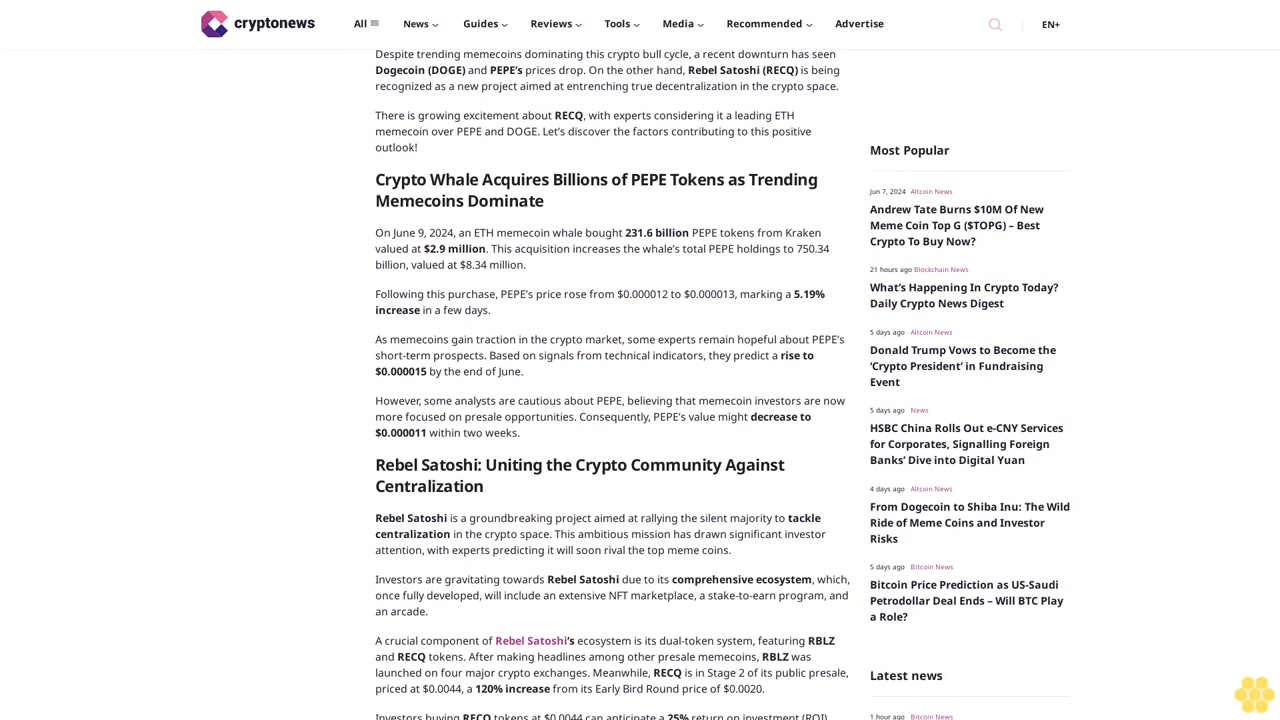 cryptonews
All
News
Guides
Reviews
Tools
Media
Recommended
Advertise
EN+
Despite trending memecoins dominating this crypto bull cycle, a recent downturn has seen
Dogecoin (DOGE) and PEPE's prices drop. On the other hand, Rebel Satoshi (RECQ) is being
recognized as a new project aimed at entrenching true decentralization in the crypto space.
There is growing excitement about RECQ, with experts considering it a leading ETH
memecoin over PEPE and DOGE. Let's discover the factors contributing to this positive
outlook!
Crypto Whale Acquires Billions of PEPE Tokens as Trending
Memecoins Dominate
On June 9, 2024, an ETH memecoin whale bought 231.6 billion PEPE tokens from Kraken
valued at $2.9 million. This acquisition increases the whale's total PEPE holdings to 750.34
billion, valued at $8.34 million.
Following this purchase, PEPE's price rose from $0.000012 to $0.000013, marking a 5.19%
increase in a few days.
As memecoins gain traction in the crypto market, some experts remain hopeful about PEPE's
short-term prospects. Based on signals from technical indicators, they predict a rise to
$0.000015 by the end of June.
However, some analysts are cautious about PEPE, believing that memecoin investors are now
more focused on presale opportunities. Consequently, PEPE's value might decrease to
$0.000011 within two weeks.
Rebel Satoshi: Uniting the Crypto Community Against
Centralization
Rebel Satoshi is a groundbreaking project aimed at rallying the silent majority to tackle
centralization in the crypto space. This ambitious mission has drawn significant investor
attention, with experts predicting it will soon rival the top meme coins.
Investors are gravitating towards Rebel Satoshi due to its comprehensive ecosystem, which,
once fully developed, will include an extensive NFT marketplace, a stake-to-earn program, and
an arcade.
A crucial component of Rebel Satoshi's ecosystem is its dual-token system, featuring RBLZ
and RECQ tokens. After making headlines among other presale memecoins, RBLZ was
launched on four major crypto exchanges. Meanwhile, RECQ is in Stage 2 of its public presale,
priced at $0.0044, a 120% increase from its Early Bird Round price of $0.0020.
Investors buying RECQ tokens at $0.0044 can anticipate a 25% return on investment (ROI)
Most Popular
Jun 7, 2024 Altcoin News
Andrew Tate Burns $10M Of New
Meme Coin Top G ($TOPG) – Best
Crypto To Buy Now?
21 hours ago Blockchain News
What's Happening In Crypto Today?
Daily Crypto News Digest
5 days ago Altcoin News
Donald Trump Vows to Become the
'Crypto President' in Fundraising
Event
5 days ago News
HSBC China Rolls Out e-CNY Services
for Corporates, Signalling Foreign
Banks' Dive into Digital Yuan
4 days ago Altcoin News
From Dogecoin to Shiba Inu: The Wild
Ride of Meme Coins and Investor
Risks
5 days ago Bitcoin News
Bitcoin Price Prediction as US-Saudi
Petrodollar Deal Ends – Will BTC Play
a Role?
Latest news
1 hour ago Bitcoin News